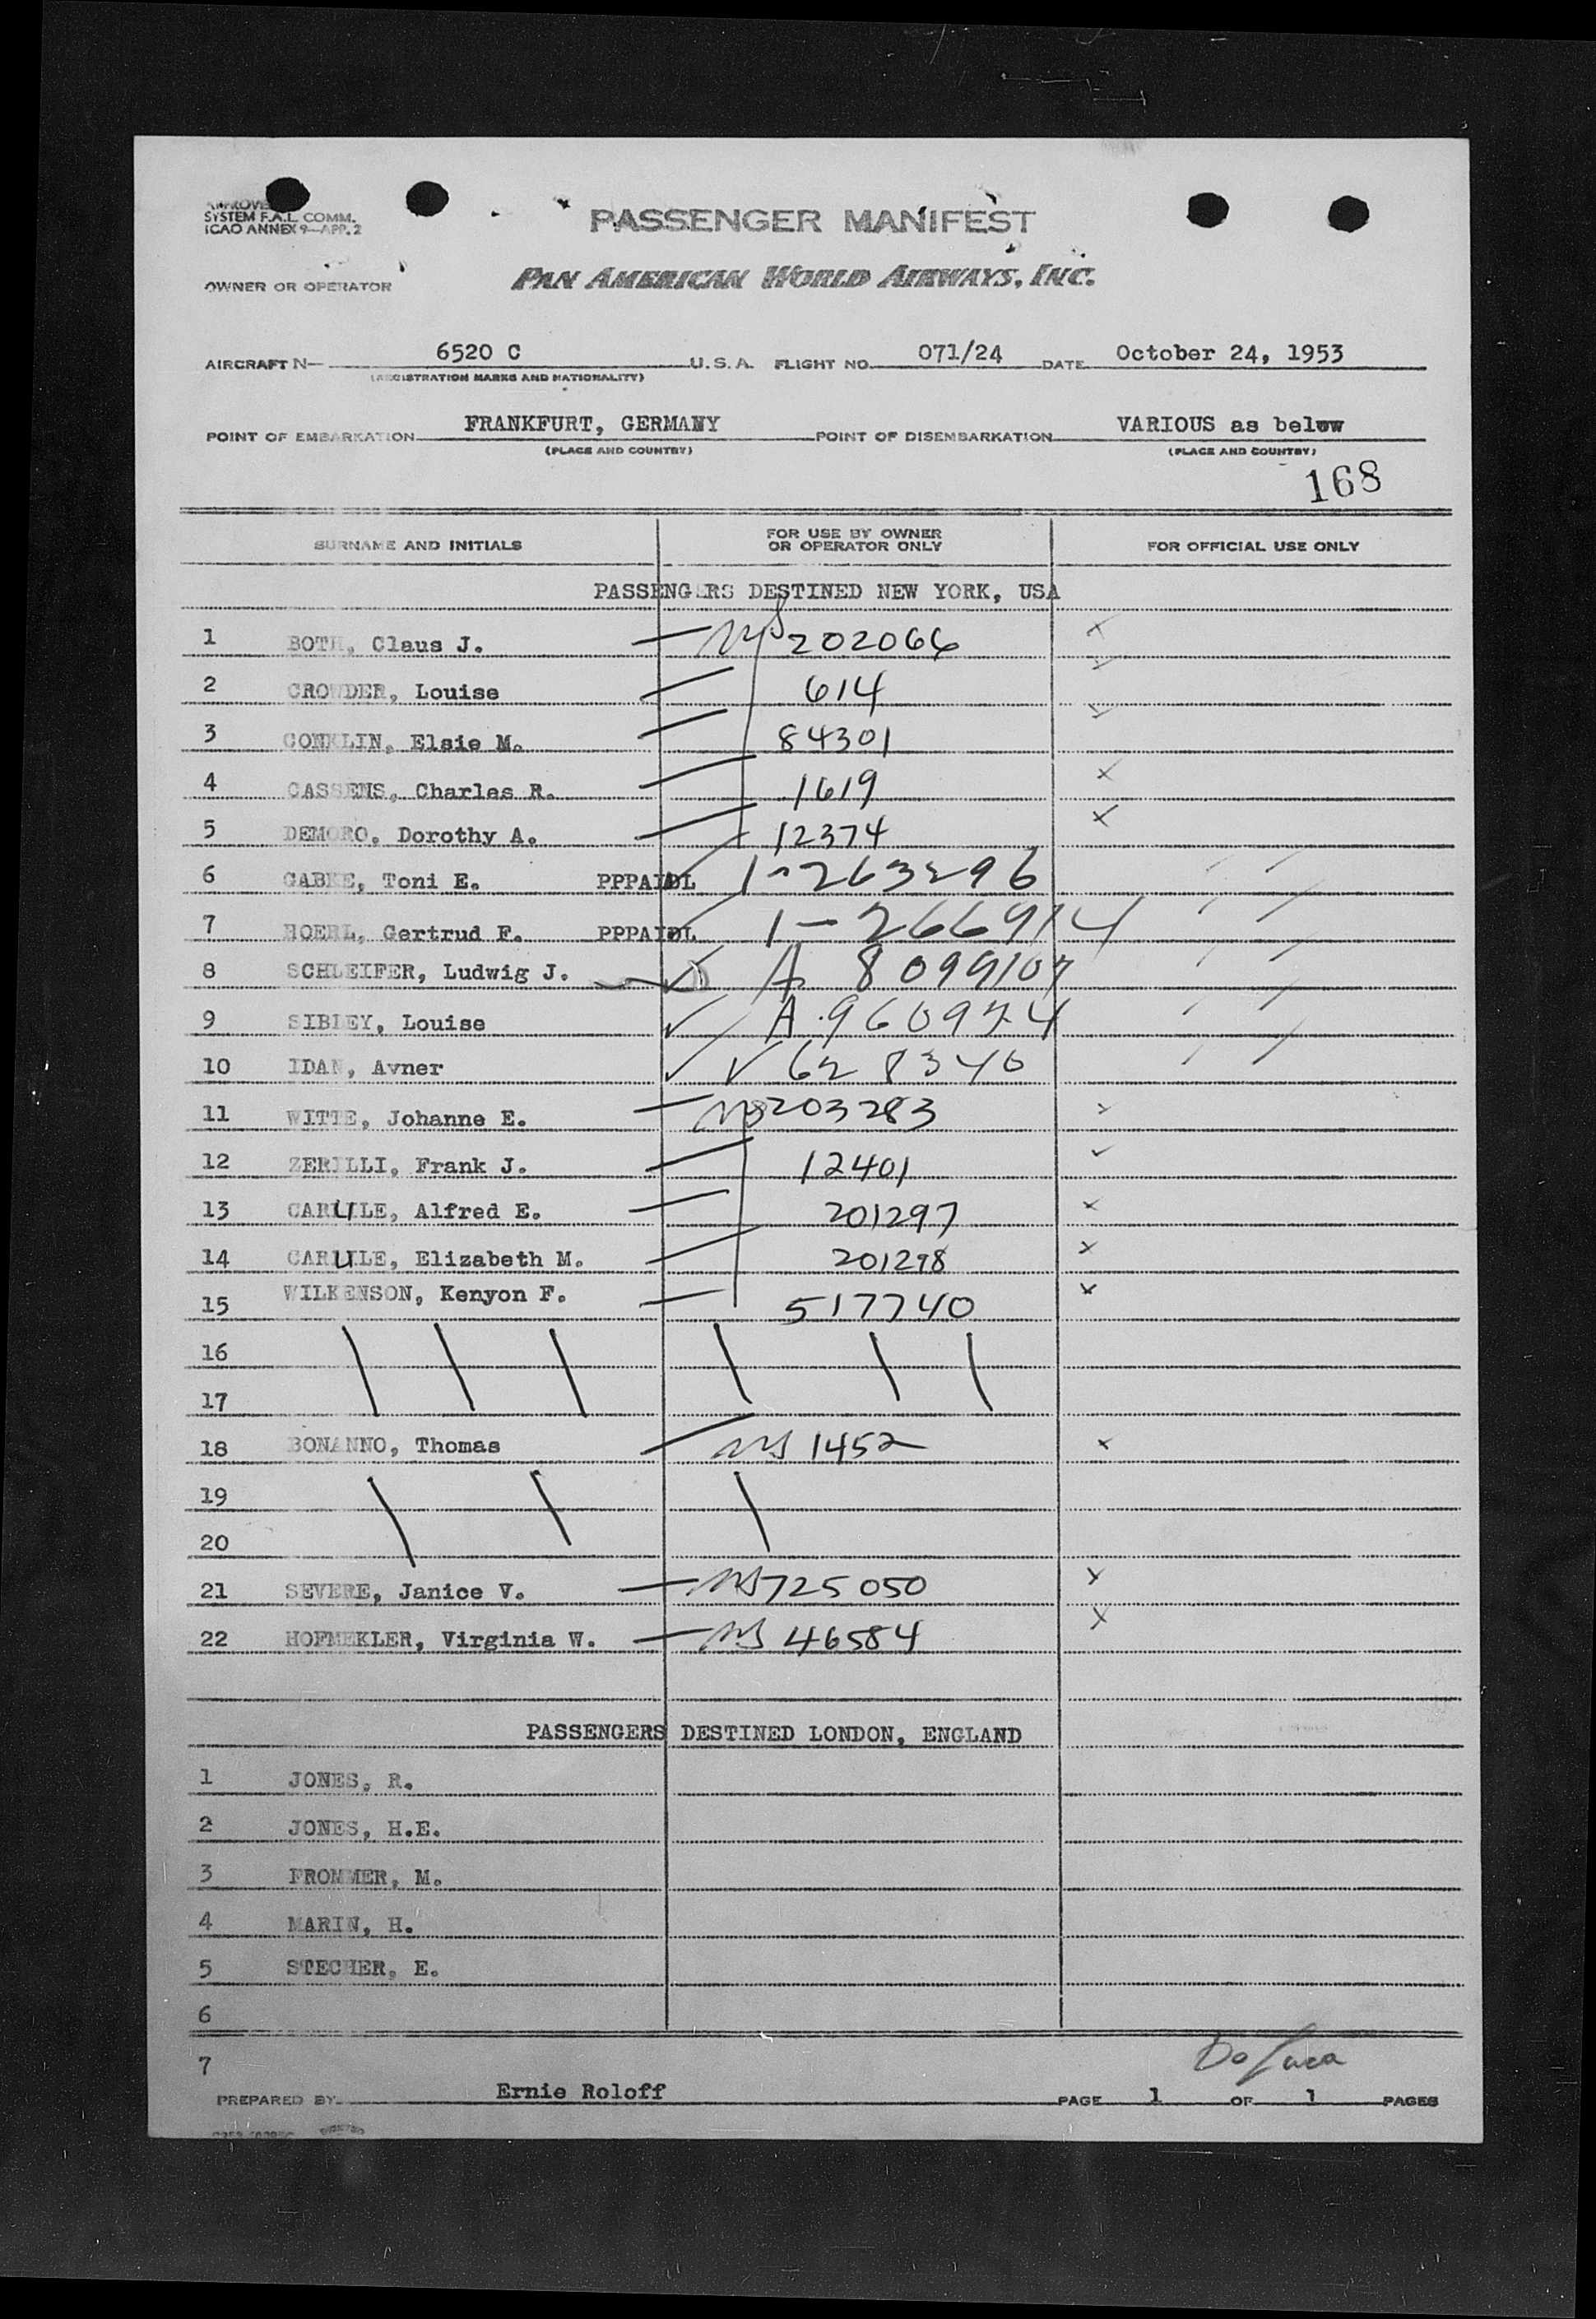 SYSTEM F.A.L. COMM.
ICAO ANNEX 9—APP. 2
PASSENGER MANIFEST
OWNER OR OPERATOR PAN AMERICAN WORLD AIRWAYS, INC.
AIRCRAFT N— 6520 C U.S.A. FLIGHT NO. 071/24 DATE October 24, 1953
(REGISTRATION MARKS AND NATIONALITY)
POINT OF EMBARKATION FRANKFURT, GERMANY POINT OF DISEMBARKATION VARIOUS as below
(PLACE AND COUNTRY) (PLACE AND COUNTRY)
168
SURNAME AND INITIALS FOR USE BY OWNER OR OPERATOR ONLY FOR OFFICIAL USE ONLY
PASSENGERS DESTINED NEW YORK, USA
1 BOTH, Claus J. — 202066 x
2 CROWDER, Louise — 614
3 CONKLIN, Elsie M. — 84301
4 CASSENS, Charles R. — 1619 x
5 DEMORO, Dorothy A. — 12374 x
6 GABKE, Toni E. PPPAIDL 1-263296
7 HOERL, Gertrud F. PPPAIDL 1-266914
8 SCHLEIFER, Ludwig J. A 8099107
9 SIBLEY, Louise ✓ A 960974
10 IDAN, Avner ✓ V 628340
11 WITTE, Johanne E. — 203283
12 ZERILLI, Frank J. — 12401
13 CARLILE, Alfred E. — 201297 x
14 CARLILE, Elizabeth M. — 201298 x
15 WILKENSON, Kenyon F. — 517740 x
16
17
18 BONANNO, Thomas — 1452 x
19
20
21 SEVERE, Janice V. — 725050 x
22 HOFMEKLER, Virginia W. — 46584 x
PASSENGERS DESTINED LONDON, ENGLAND
1 JONES, R.
2 JONES, H.E.
3 FROMMER, M.
4 MARIN, H.
5 STECHER, E.
6
7
PREPARED BY Ernie Roloff PAGE 1 OF 1 PAGES